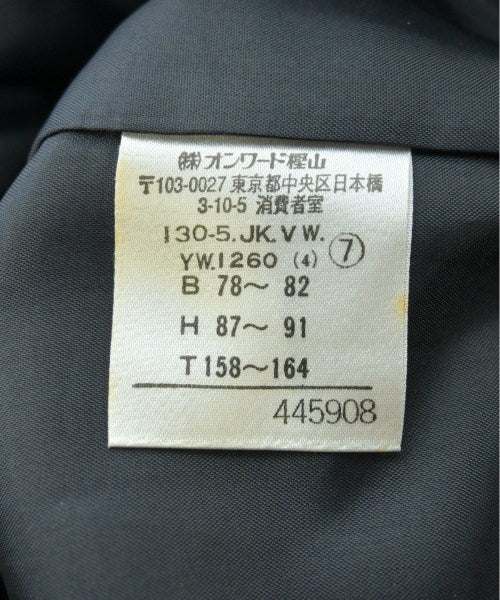 ㈱オンワード樫山
〒103-0027 東京都中央区日本橋
3-10-5 消費者室
130-5.JK.VW.
YW.1260 (4) ⑦
B 78～ 82
H 87～ 91
T 158～164
445908